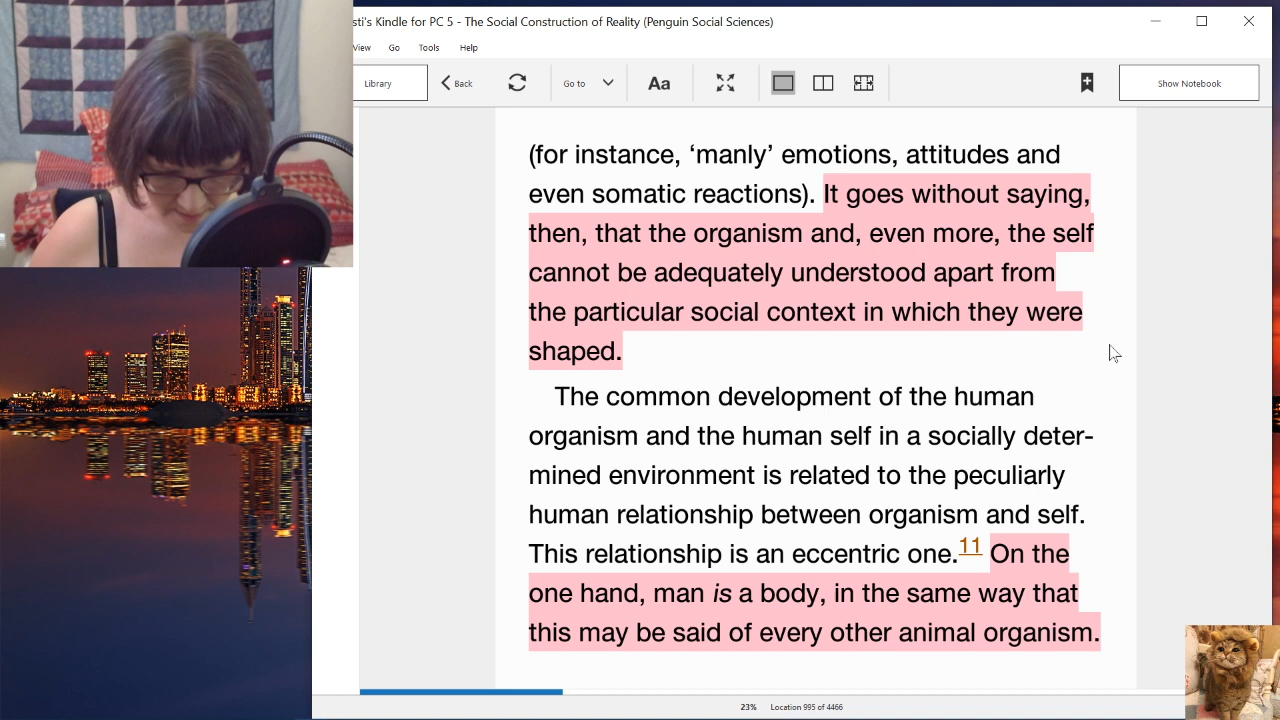 sti's Kindle for PC 5 - The Social Construction of Reality (Penguin Social Sciences)
View Go Tools Help
Library Back Go to Aa Show Notebook
(for instance, ‘manly’ emotions, attitudes and
even somatic reactions). It goes without saying,
then, that the organism and, even more, the self
cannot be adequately understood apart from
the particular social context in which they were
shaped.
The common development of the human
organism and the human self in a socially deter-
mined environment is related to the peculiarly
human relationship between organism and self.
This relationship is an eccentric one.11 On the
one hand, man is a body, in the same way that
this may be said of every other animal organism.
23% Location 995 of 4466